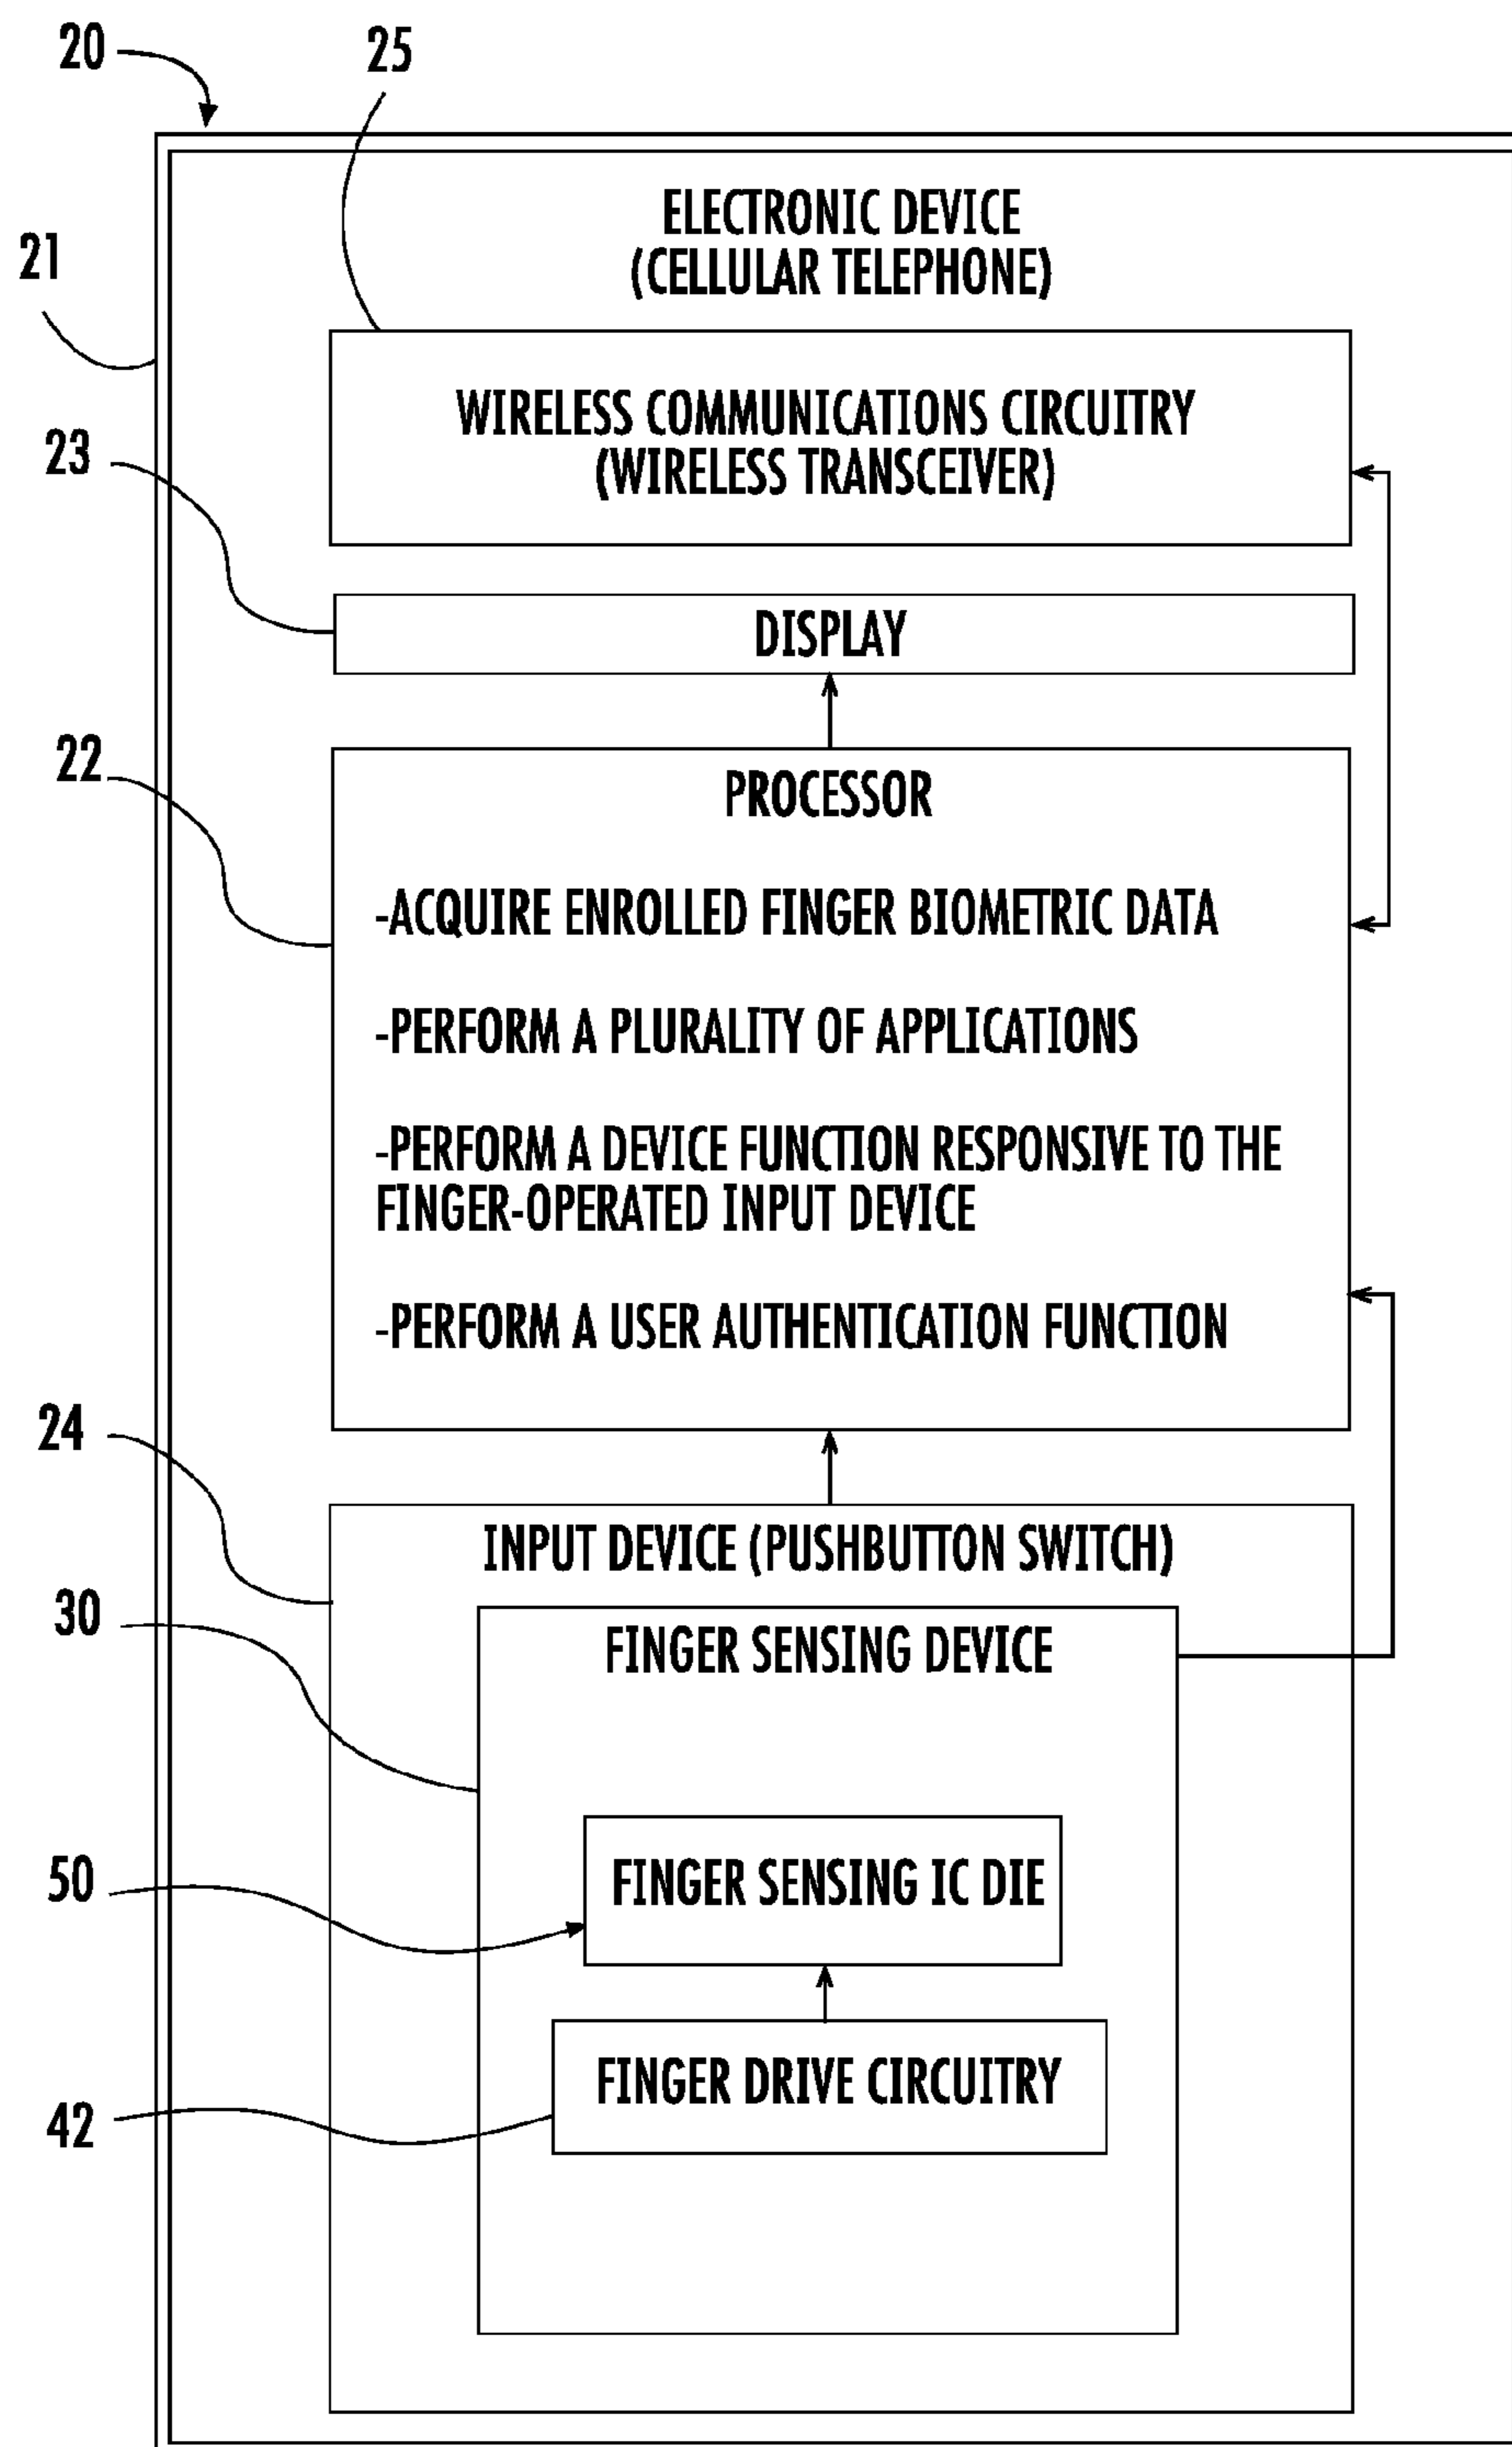 20
25
ELECTRONIC DEVICE
(CELLULAR TELEPHONE)
21
WIRELESS COMMUNICATIONS CIRCUITRY
(WIRELESS TRANSCEIVER)
23
DISPLAY
22
PROCESSOR
-ACQUIRE ENROLLED FINGER BIOMETRIC DATA
-PERFORM A PLURALITY OF APPLICATIONS
-PERFORM A DEVICE FUNCTION RESPONSIVE TO THE
FINGER-OPERATED INPUT DEVICE
-PERFORM A USER AUTHENTICATION FUNCTION
24
INPUT DEVICE (PUSHBUTTON SWITCH)
30
FINGER SENSING DEVICE
50
FINGER SENSING IC DIE
FINGER DRIVE CIRCUITRY
42